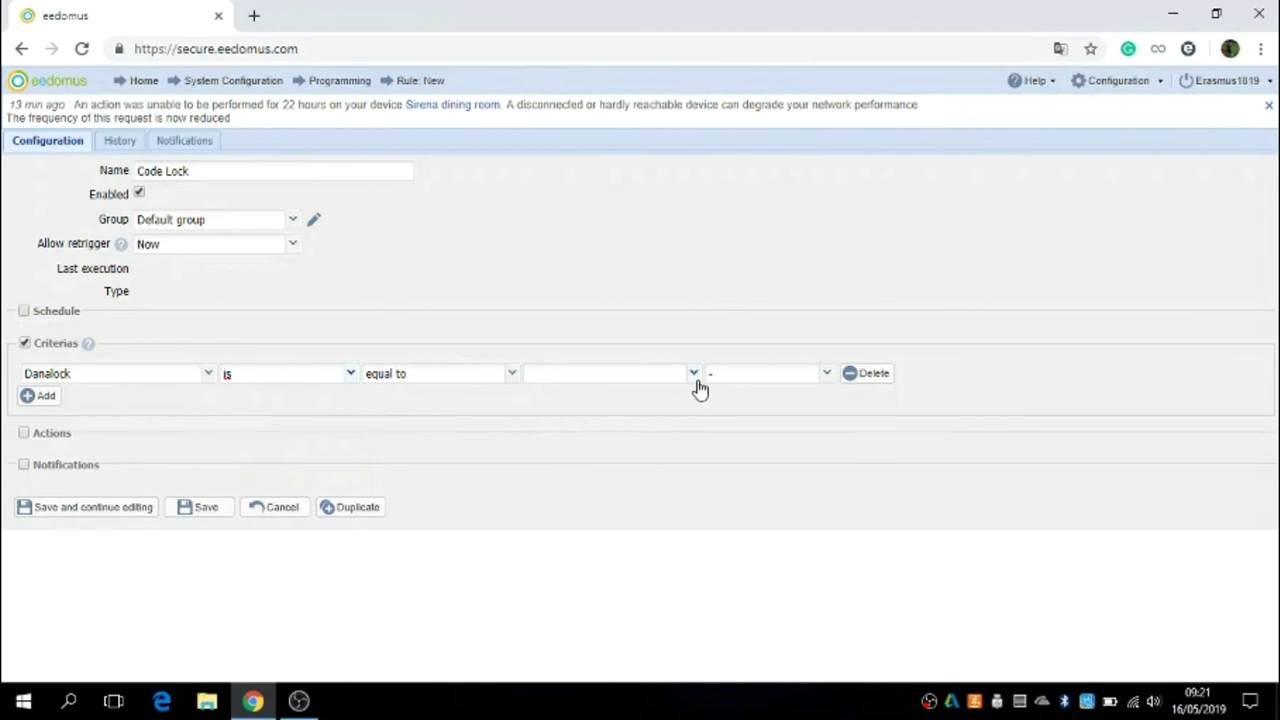 eedomus
https://secure.eedomus.com
eedomus Home System Configuration Programming Rule: New Help Configuration Erasmus1819
13 min ago An action was unable to be performed for 22 hours on your device Sirena dining room. A disconnected or hardly reachable device can degrade your network performance.
The frequency of this request is now reduced
Configuration History Notifications
Name Code Lock
Enabled
Group Default group
Allow retrigger ? Now
Last execution
Type
Schedule
Criterias ?
Danalock is equal to - Delete
Add
Actions
Notifications
Save and continue editing Save Cancel Duplicate
09:21
16/05/2019